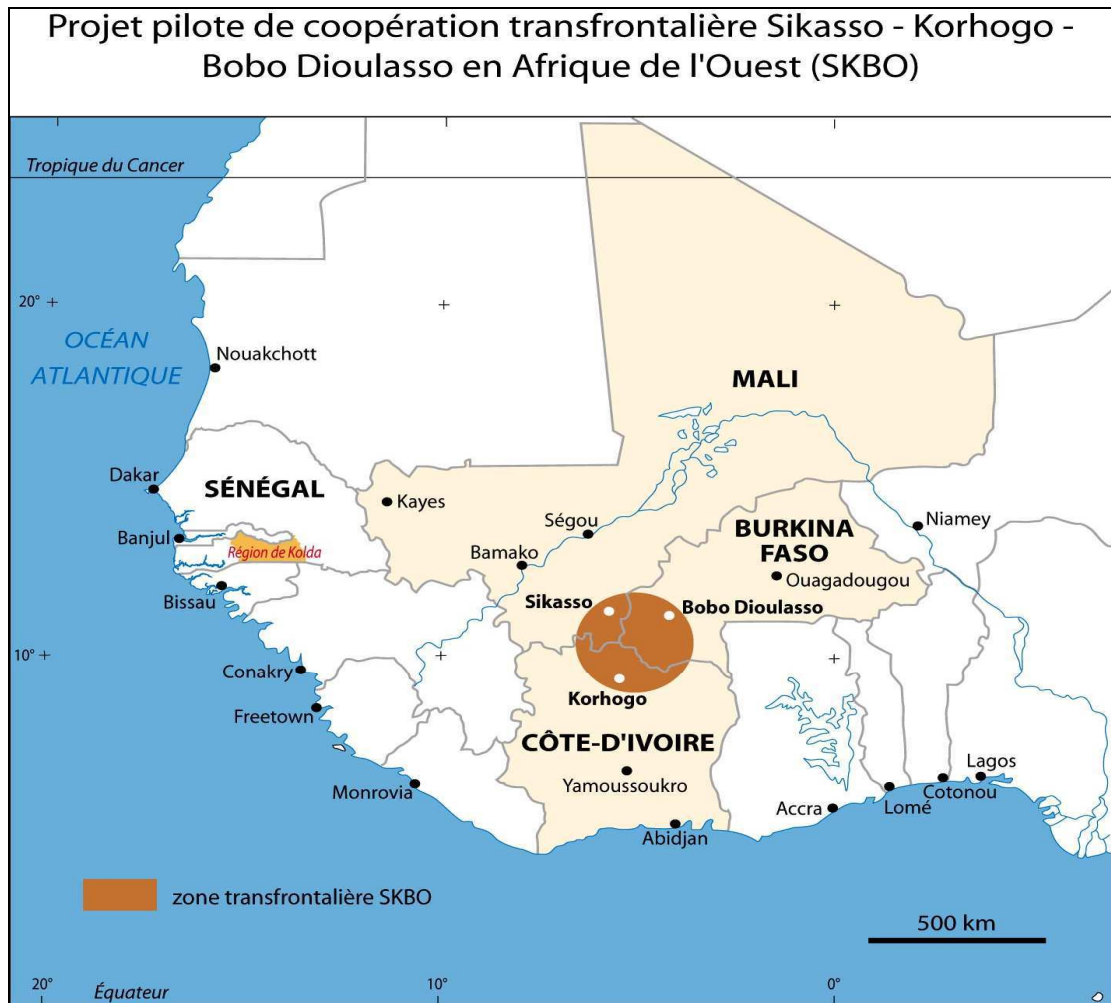 Projet pilote de coopération transfrontalière Sikasso - Korhogo -
Bobo Dioulasso en Afrique de l'Ouest (SKBO)
Tropique du Cancer
20°
OCÉAN
ATLANTIQUE
Nouakchott
MALI
Dakar
SÉNÉGAL
Kayes
Ségou
BURKINA
FASO
Niamey
Banjul
Région de Kolda
Bamako
Ouagadougou
Bissau
Sikasso
Bobo Dioulasso
10°
Conakry
Korhogo
Freetown
CÔTE-D'IVOIRE
Yamoussoukro
Lagos
Monrovia
Cotonou
Accra
Lomé
Abidjan
zone transfrontalière SKBO
500 km
20°
Équateur
10°
0°